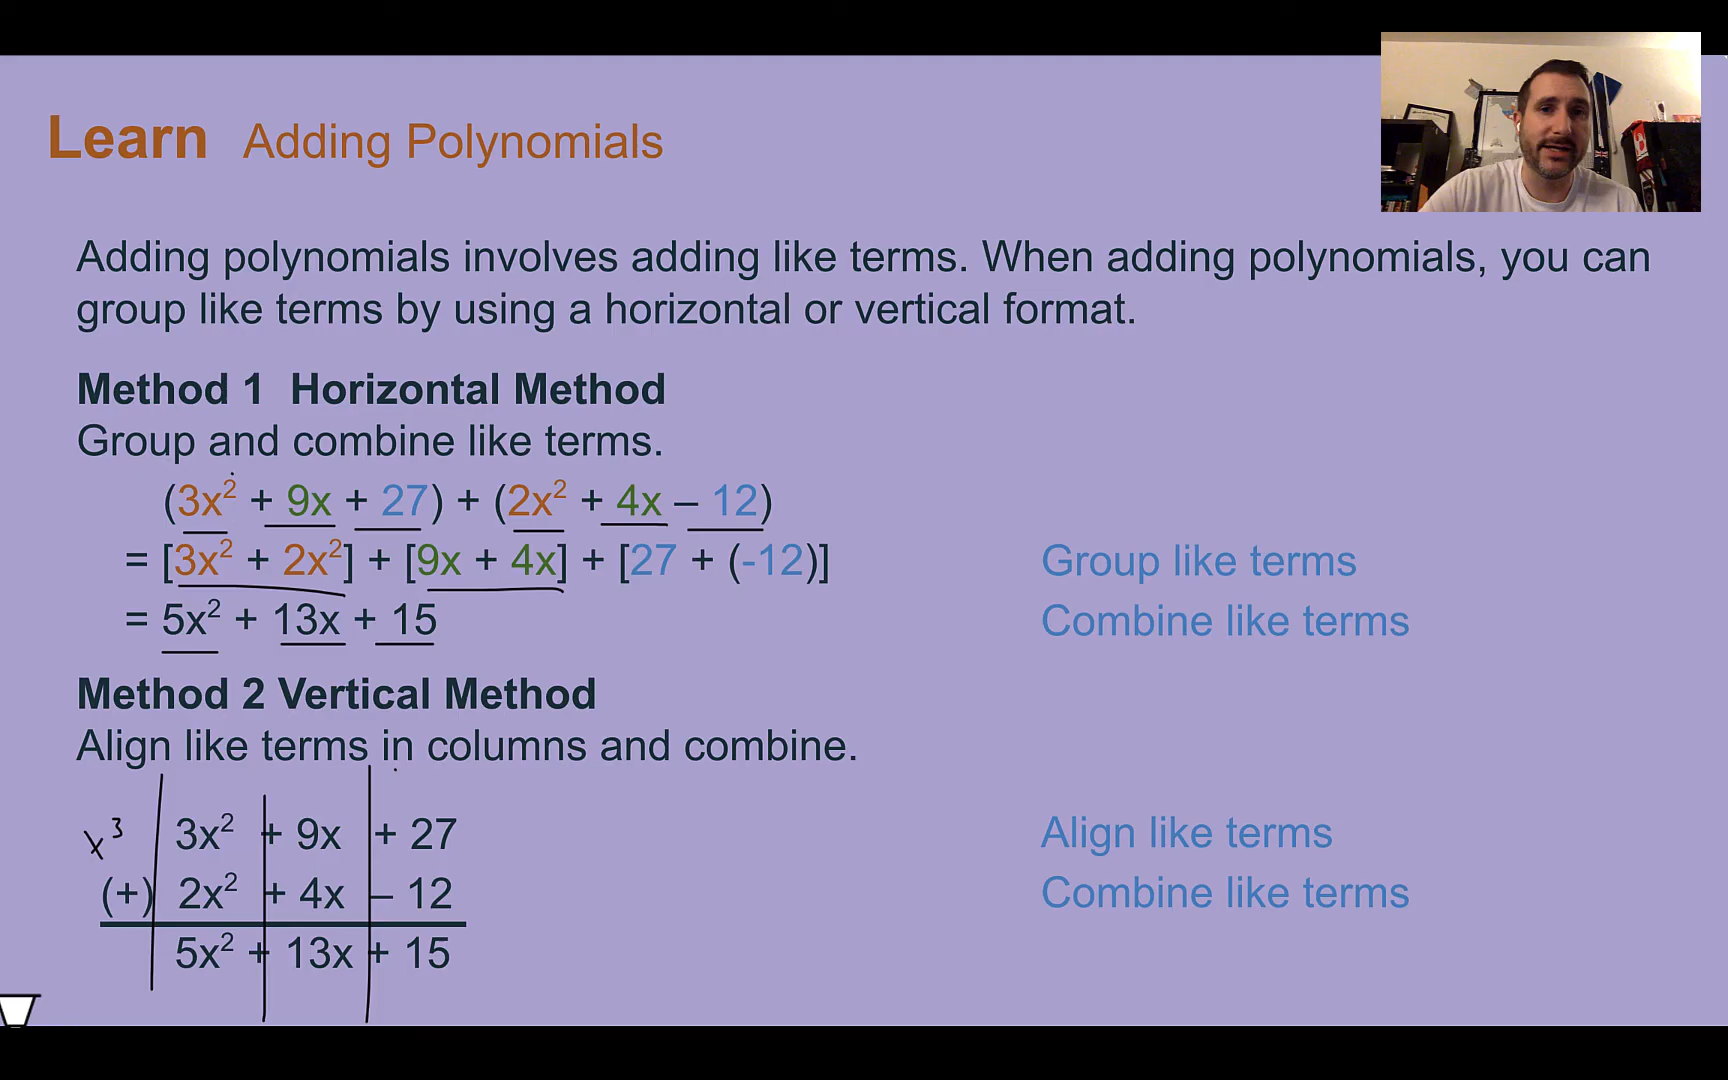 Learn Adding Polynomials
Adding polynomials involves adding like terms. When adding polynomials, you can
group like terms by using a horizontal or vertical format.
Method 1 Horizontal Method
Group and combine like terms.
(3x² + 9x + 27) + (2x² + 4x – 12)
= [3x² + 2x²] + [9x + 4x] + [27 + (-12)] Group like terms
= 5x² + 13x + 15 Combine like terms
Method 2 Vertical Method
Align like terms in columns and combine.
x³ 3x² + 9x + 27 Align like terms
(+) 2x² + 4x – 12 Combine like terms
5x² + 13x + 15